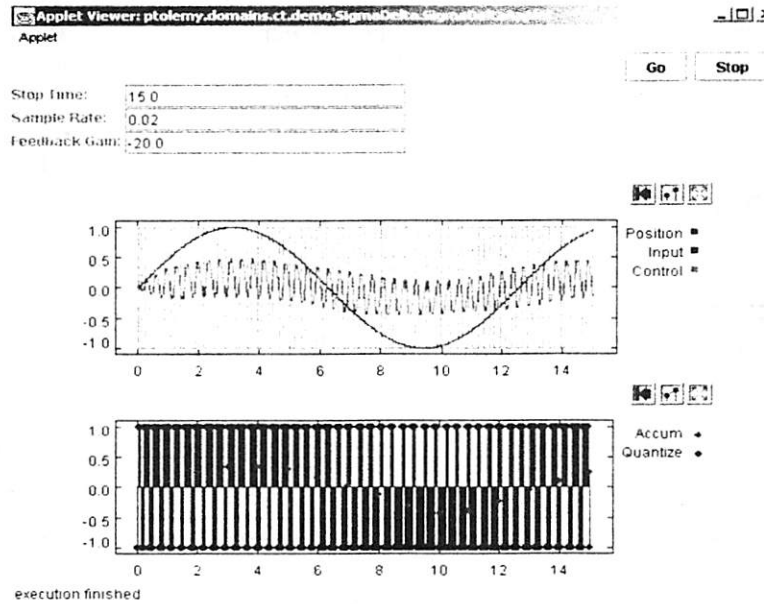 Applet Viewer: ptolemy.domains.ct.demo.SigmaDelta.
Applet
Go Stop
Stop Time: 15.0
Sample Rate: 0.02
Feedback Gain: -20.0
1.0
0.5
0.0
-0.5
-1.0
0 2 4 6 8 10 12 14
Position
Input
Control
1.0
0.5
0.0
-0.5
-1.0
0 2 4 6 8 10 12 14
Accum
Quantize
execution finished